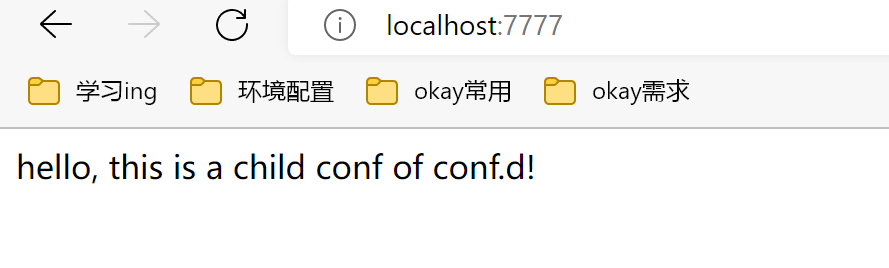 localhost:7777
学习ing 环境配置 okay常用 okay需求
hello, this is a child conf of conf.d!